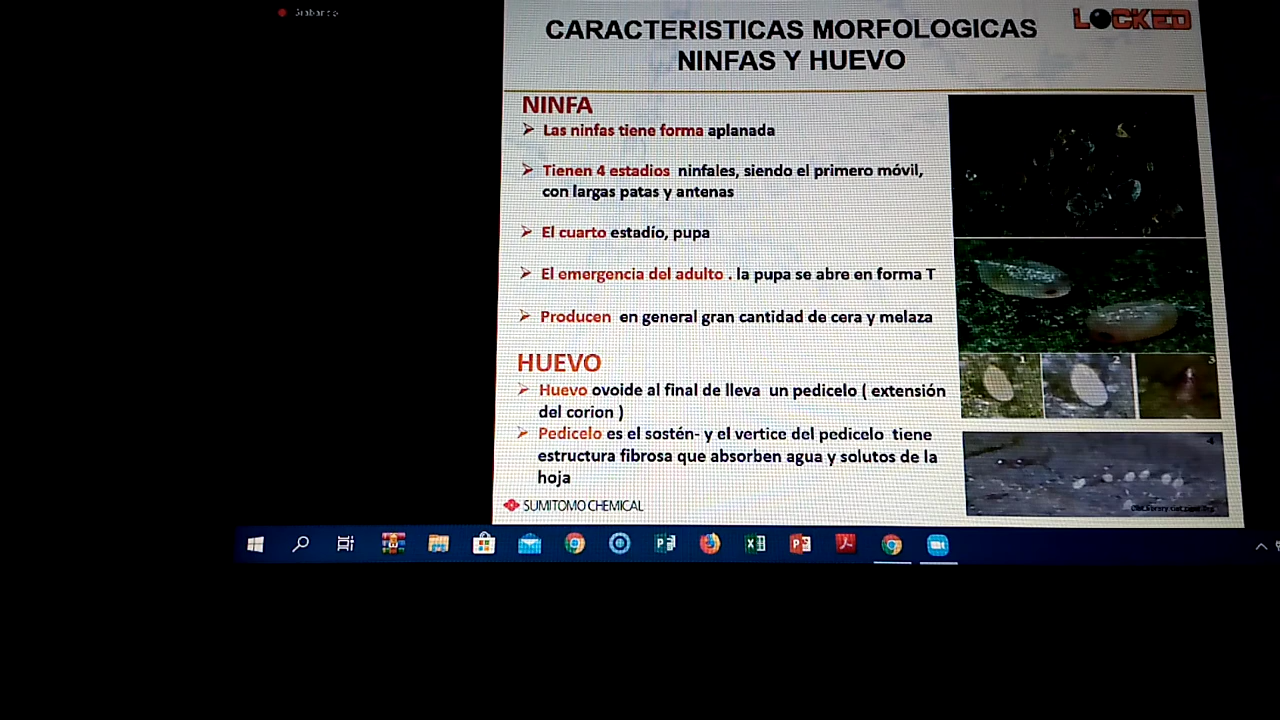 Grabando
LOCKED
CARACTERISTICAS MORFOLOGICAS
NINFAS Y HUEVO
NINFA
Las ninfas tiene forma aplanada
Tienen 4 estadios ninfales, siendo el primero móvil,
con largas patas y antenas
El cuarto estadío, pupa
El emergencia del adulto . la pupa se abre en forma T
Producen en general gran cantidad de cera y melaza
HUEVO
Huevo ovoide al final de lleva un pedicelo ( extensión
del corion )
Pedicelo es el sostén- y el vertice del pedicelo tiene
estructura fibrosa que absorben agua y solutos de la
hoja
2
3
4
SUMITOMO CHEMICAL